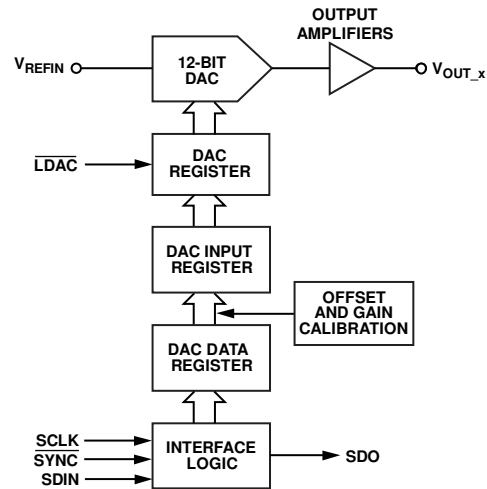 OUTPUT
AMPLIFIERS
12-BIT
DAC
VREFIN
VOUT_x
LDAC
DAC
REGISTER
DAC INPUT
REGISTER
OFFSET
AND GAIN
CALIBRATION
DAC DATA
REGISTER
SCLK
SYNC
SDIN
INTERFACE
LOGIC
SDO